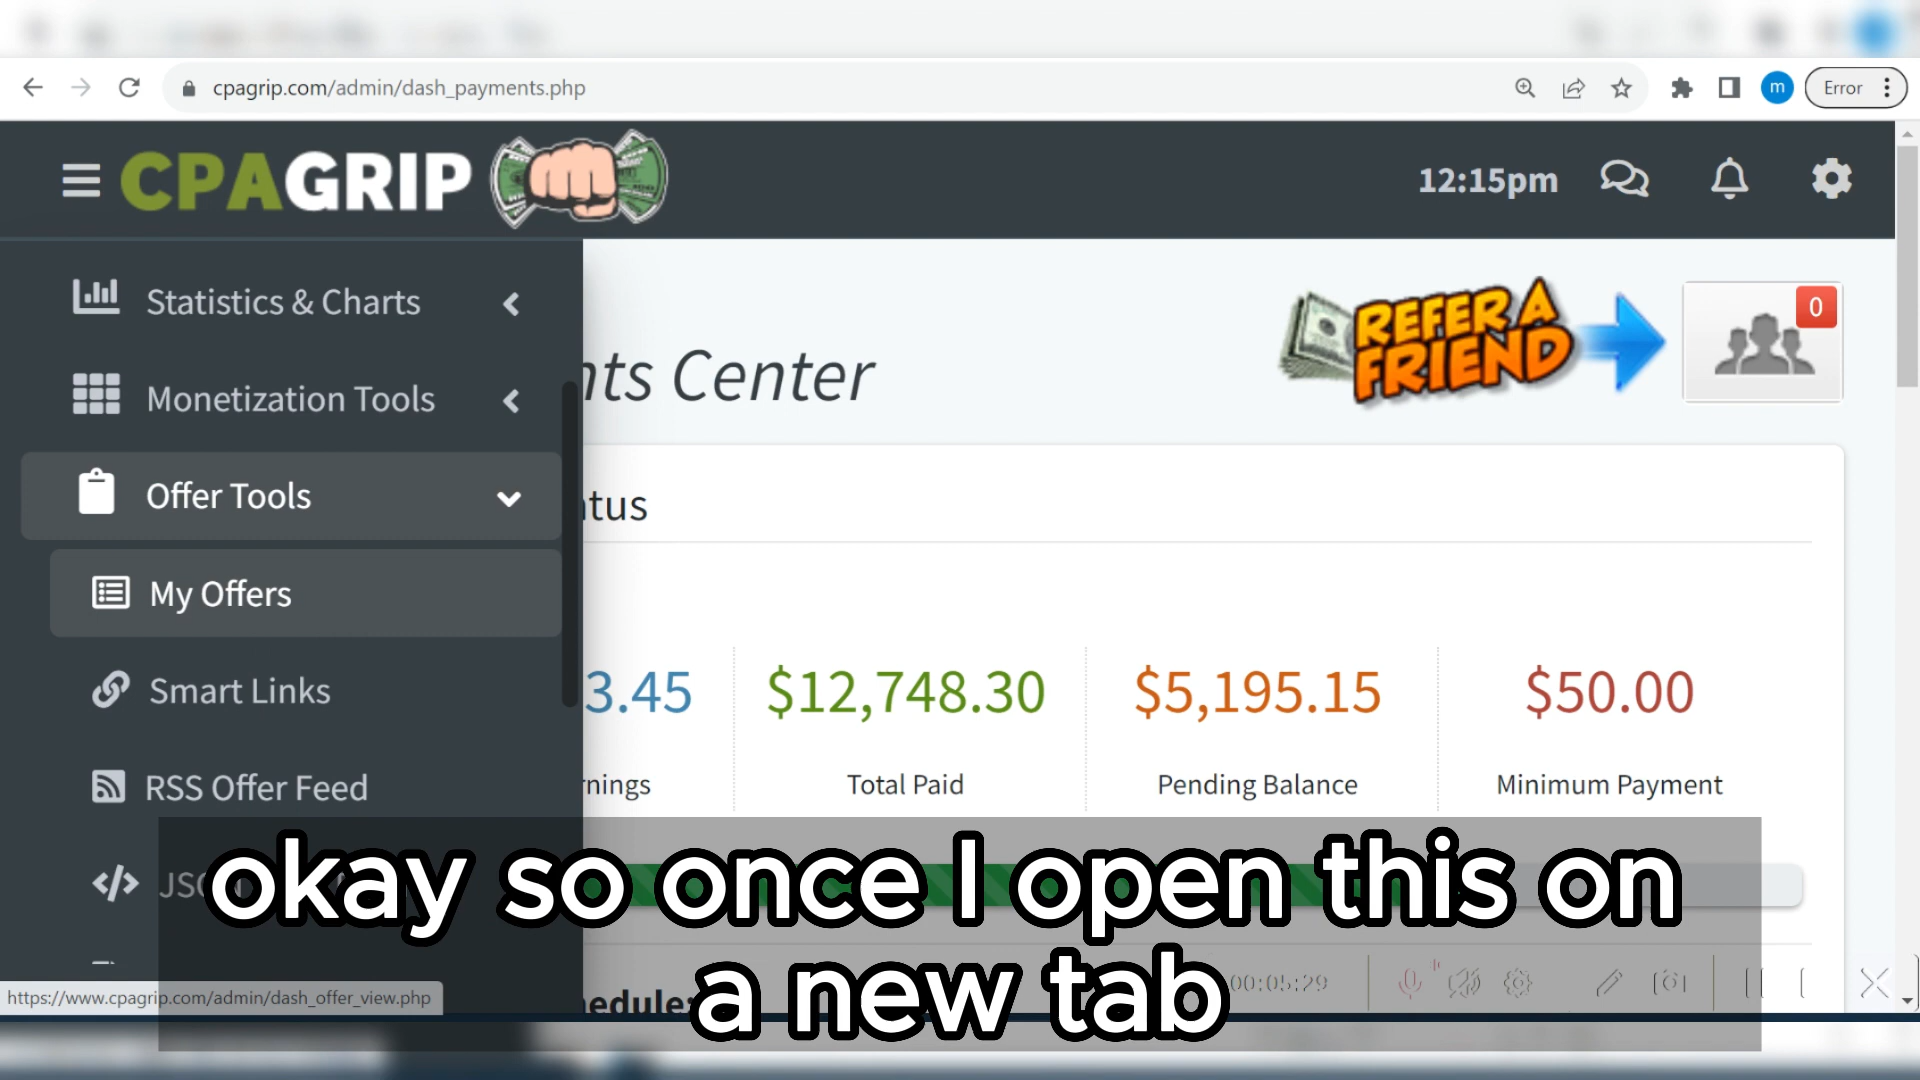 cpagrip.com/admin/dash_payments.php
m
Error
CPAGRIP
12:15pm
Statistics & Charts
nts Center
REFER A
FRIEND
0
Monetization Tools
Offer Tools
tus
My Offers
Smart Links
3.45
$12,748.30
$5,195.15
$50.00
rnings
Total Paid
Pending Balance
Minimum Payment
RSS Offer Feed
okay so once I open this on
a new tab
00:05:29
https://www.cpagrip.com/admin/dash_offer_view.php
hedule: